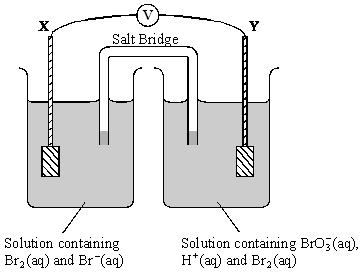 V
X
Y
Salt Bridge
Solution containing
Br₂(aq) and Br⁻(aq)
Solution containing BrO₃⁻(aq),
H⁺(aq) and Br₂(aq)